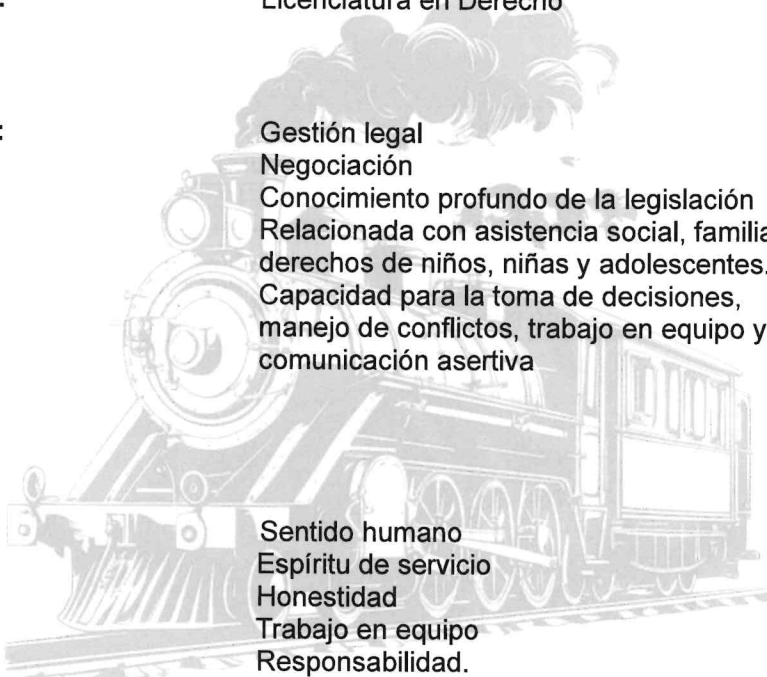 : Licenciatura en Derecho
: Gestión legal
Negociación
Conocimiento profundo de la legislación
Relacionada con asistencia social, familia
derechos de niños, niñas y adolescentes.
Capacidad para la toma de decisiones,
manejo de conflictos, trabajo en equipo y
comunicación asertiva
Sentido humano
Espíritu de servicio
Honestidad
Trabajo en equipo
Responsabilidad.